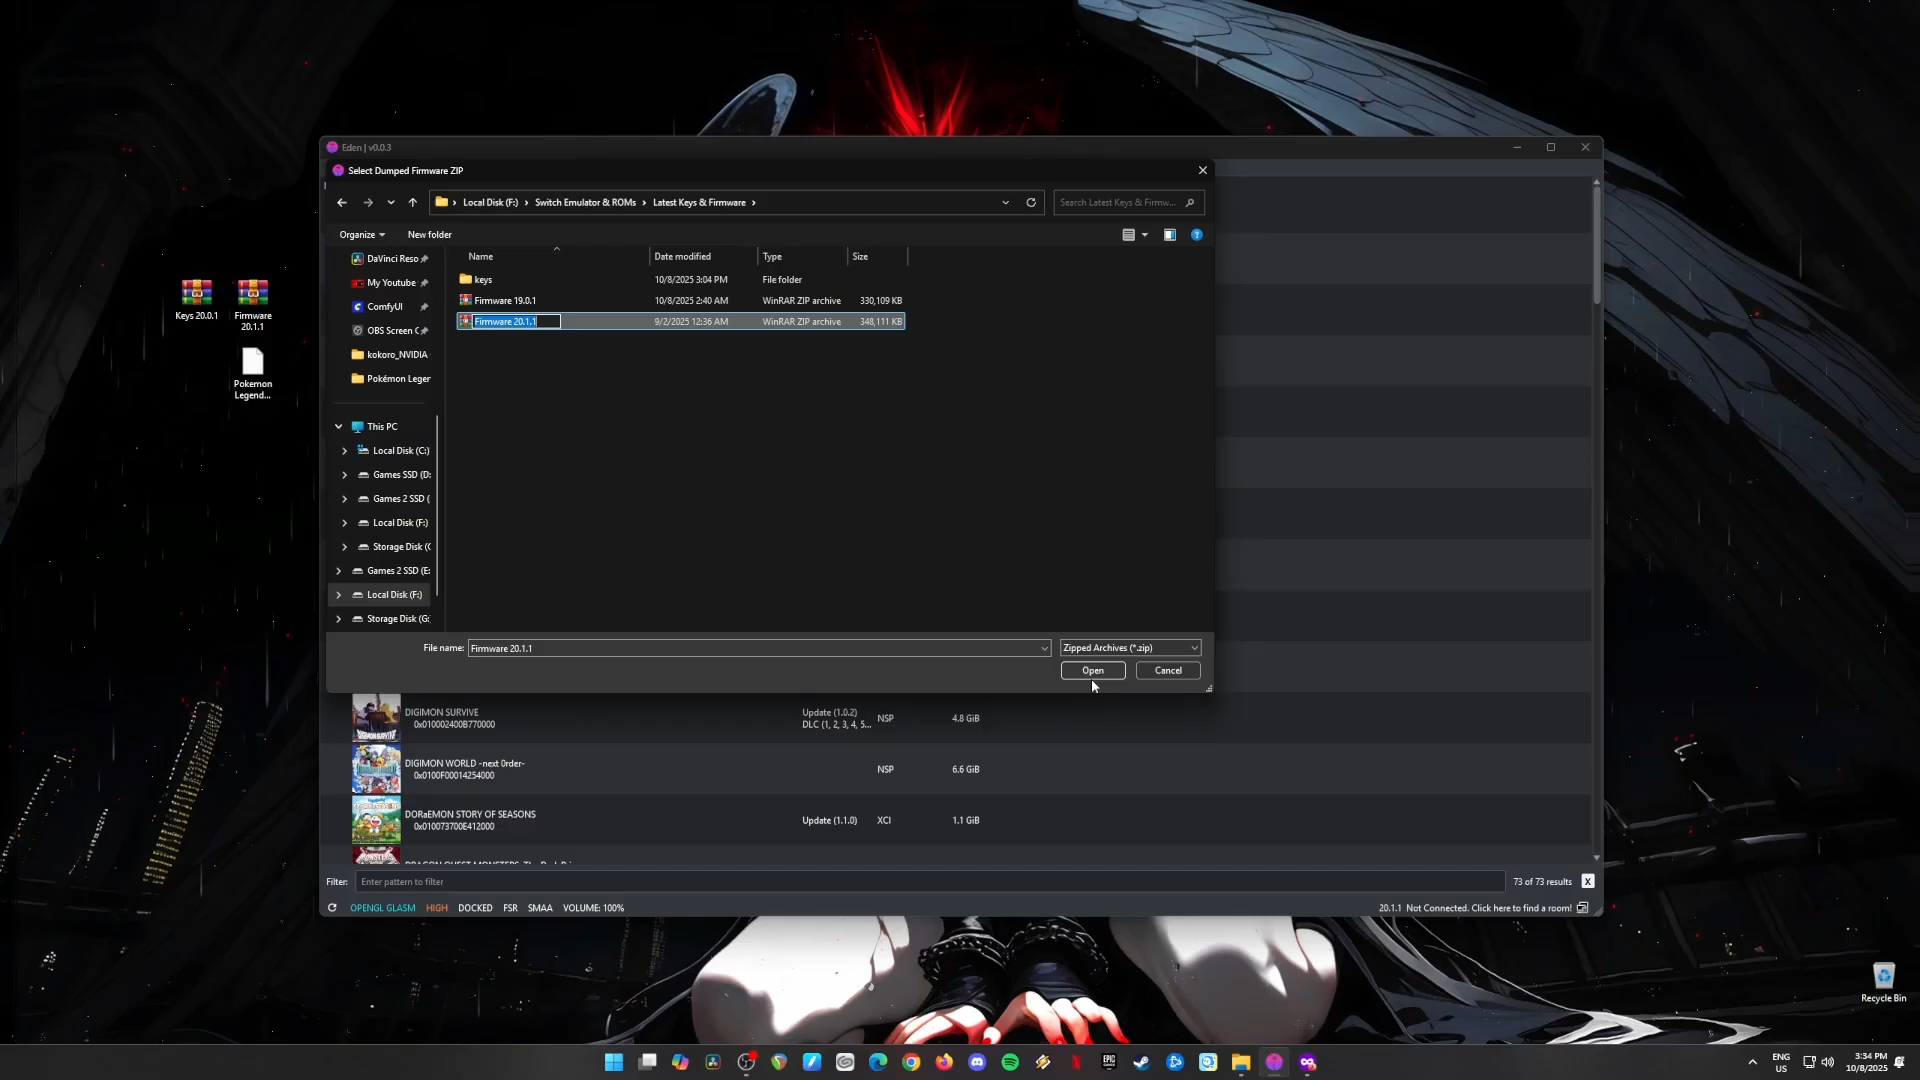 Eden | v0.0.3
Select Dumped Firmware ZIP
Local Disk (F:) > Switch Emulator & ROMs > Latest Keys & Firmware >
Search Latest Keys & Firmw...
Organize
New folder
DaVinci Reso
My Youtube
ComfyUI
OBS Screen C
kokoro_NVIDIA
Pokémon Leger
This PC
Local Disk (C:)
Games SSD (D:
Games 2 SSD (
Local Disk (F:)
Storage Disk (
Games 2 SSD (E:
Local Disk (F:)
Storage Disk (G:
Name Date modified Type Size
keys 10/8/2025 3:04 PM File folder
Firmware 19.0.1 10/8/2025 2:40 AM WinRAR ZIP archive 330,109 KB
Firmware 20.1.1 9/2/2025 12:36 AM WinRAR ZIP archive 348,111 KB
File name: Firmware 20.1.1
Zipped Archives (*.zip)
Open Cancel
Keys 20.0.1
Firmware
20.1.1
Pokemon
Legend...
DIGIMON SURVIVE
0x010002400B770000
Update (1.0.2)
DLC (1, 2, 3, 4, 5...
NSP 4.8 GiB
DIGIMON WORLD -next 0rder-
0x0100F00014254000
NSP 6.6 GiB
DORaEMON STORY OF SEASONS
0x010073700E412000
Update (1.1.0) XCI 1.1 GiB
Filter: Enter pattern to filter 73 of 73 results X
OPENGL GLASM HIGH DOCKED FSR SMAA VOLUME: 100%
20.1.1 Not Connected. Click here to find a room!
Recycle Bin
ENG
US
3:34 PM
10/8/2025